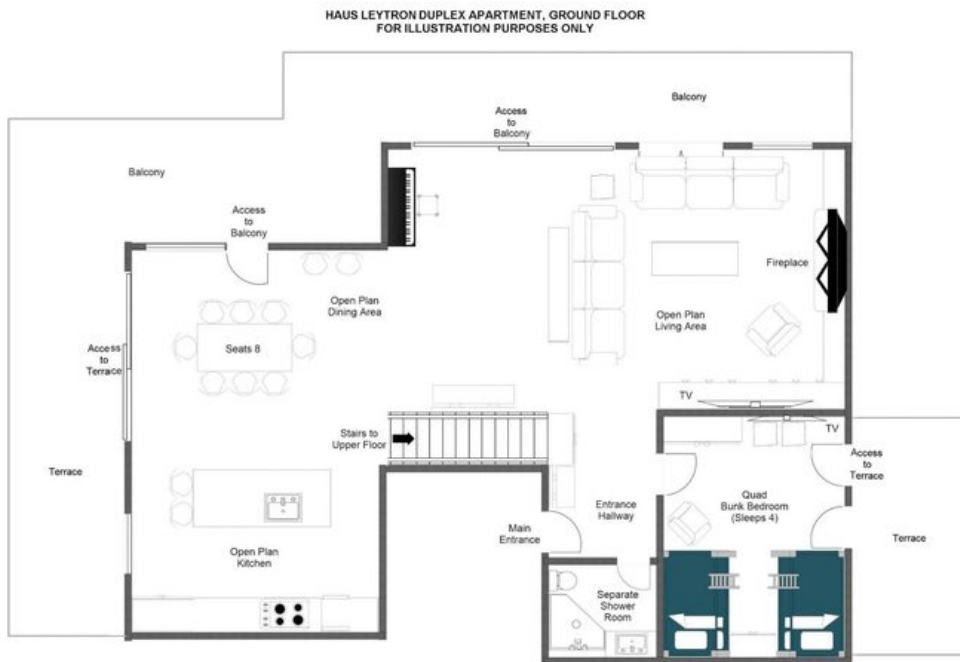 HAUS LEYTRON DUPLEX APARTMENT, GROUND FLOOR
FOR ILLUSTRATION PURPOSES ONLY
Balcony
Access
to
Balcony
Balcony
Access
to
Balcony
Fireplace
Open Plan
Dining Area
Open Plan
Living Area
Seats 8
Access
to
Terrace
TV
TV
Stairs to
Upper Floor
Access
to
Terrace
Terrace
Quad
Bunk Bedroom
(Sleeps 4)
Entrance
Hallway
Main
Entrance
Terrace
Open Plan
Kitchen
Separate
Shower
Room